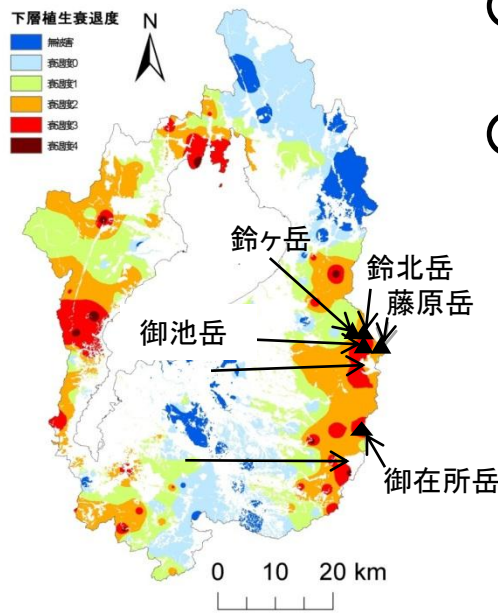 下層植生衰退度
無被害
衰退度0
衰退度1
衰退度2
衰退度3
衰退度4
N
鈴ヶ岳
鈴北岳
藤原岳
御池岳
御在所岳
0 10 20 km